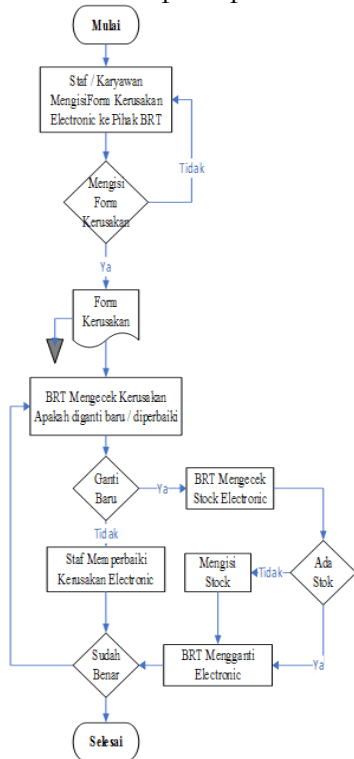 Mulai
Staf / Karyawan
MengisiForm Kerusakan
Electronic ke Pihak BRT
Tidak
Mengisi
Form
Kerusakan
Ya
Form
Kerusakan
BRT Mengecek Kerusakan
Apakah diganti baru / diperbaiki
Ganti
Baru
Ya
BRT Mengecek
Stock Electronic
Tidak
Staf Memperbaiki
Kerusakan Electronic
Mengisi
Stock
Tidak
Ada
Stok
Ya
Sudah
Benar
BRT Mengganti
Electronic
Selesai